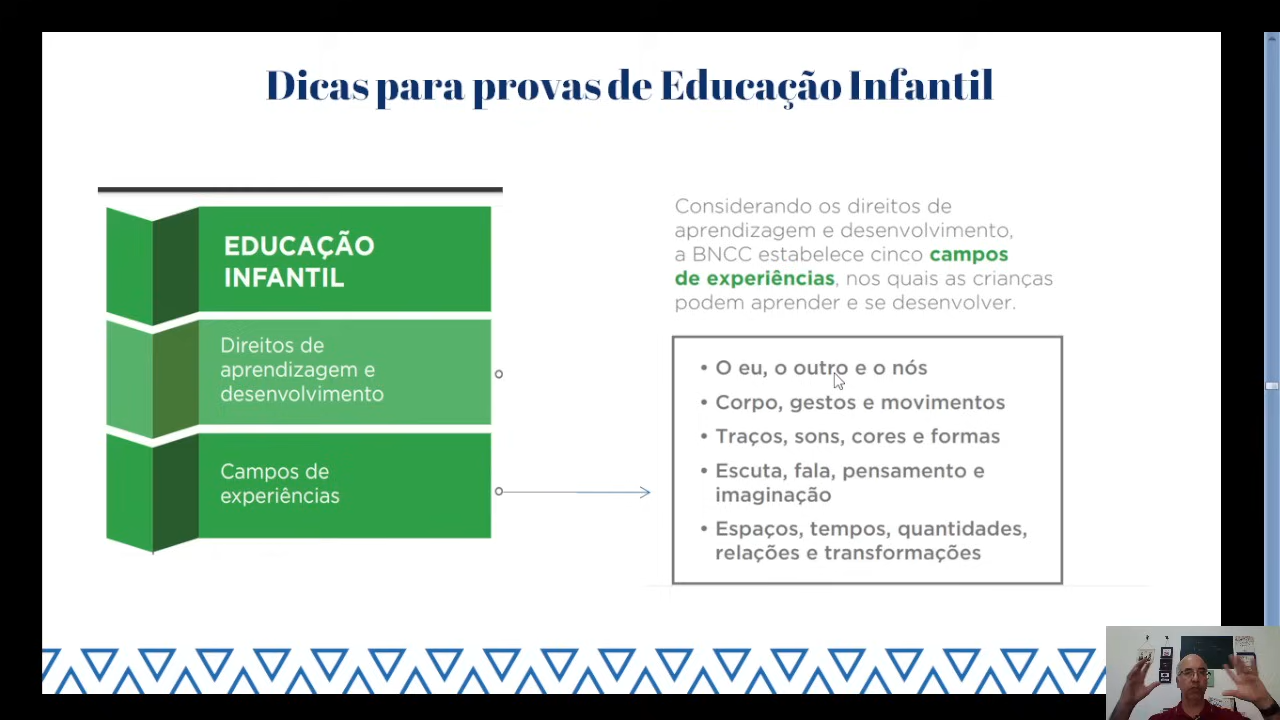 Dicas para provas de Educação Infantil
EDUCAÇÃO
INFANTIL
Direitos de
aprendizagem e
desenvolvimento
Campos de
experiências
Considerando os direitos de
aprendizagem e desenvolvimento,
a BNCC estabelece cinco campos
de experiências, nos quais as crianças
podem aprender e se desenvolver.
• O eu, o outro e o nós
• Corpo, gestos e movimentos
• Traços, sons, cores e formas
• Escuta, fala, pensamento e
imaginação
• Espaços, tempos, quantidades,
relações e transformações